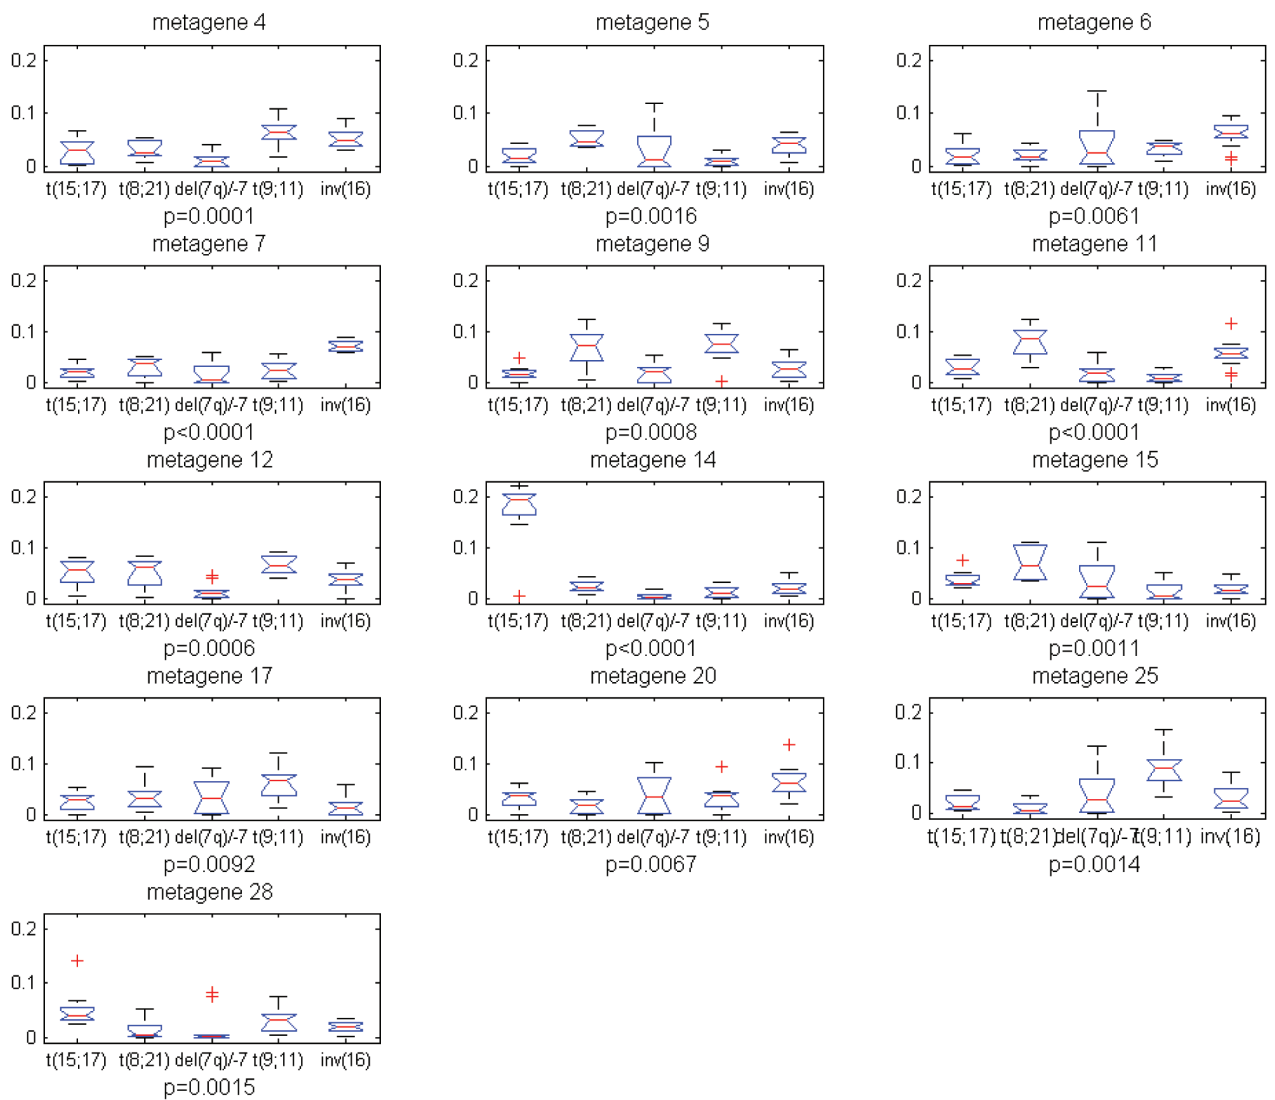 metagene 4
0.2
0.1
0
t(15;17) t(8;21) del(7q)/-7 t(9;11) inv(16)
p=0.0001
metagene 5
0.2
0.1
0
t(15;17) t(8;21) del(7q)/-7 t(9;11) inv(16)
p=0.0016
metagene 6
0.2
0.1
0
t(15;17) t(8;21) del(7q)/-7 t(9;11) inv(16)
p=0.0061
metagene 7
0.2
0.1
0
t(15;17) t(8;21) del(7q)/-7 t(9;11) inv(16)
p<0.0001
metagene 9
0.2
0.1
0
t(15;17) t(8;21) del(7q)/-7 t(9;11) inv(16)
p=0.0008
metagene 11
0.2
0.1
0
t(15;17) t(8;21) del(7q)/-7 t(9;11) inv(16)
p<0.0001
metagene 12
0.2
0.1
0
t(15;17) t(8;21) del(7q)/-7 t(9;11) inv(16)
p=0.0006
metagene 14
0.2
0.1
0
t(15;17) t(8;21) del(7q)/-7 t(9;11) inv(16)
p<0.0001
metagene 15
0.2
0.1
0
t(15;17) t(8;21) del(7q)/-7 t(9;11) inv(16)
p=0.0011
metagene 17
0.2
0.1
0
t(15;17) t(8;21) del(7q)/-7 t(9;11) inv(16)
p=0.0092
metagene 20
0.2
0.1
0
t(15;17) t(8;21) del(7q)/-7 t(9;11) inv(16)
p=0.0067
metagene 25
0.2
0.1
0
t(15;17) t(8;21) del(7q)/-7 t(9;11) inv(16)
p=0.0014
metagene 28
0.2
0.1
0
t(15;17) t(8;21) del(7q)/-7 t(9;11) inv(16)
p=0.0015